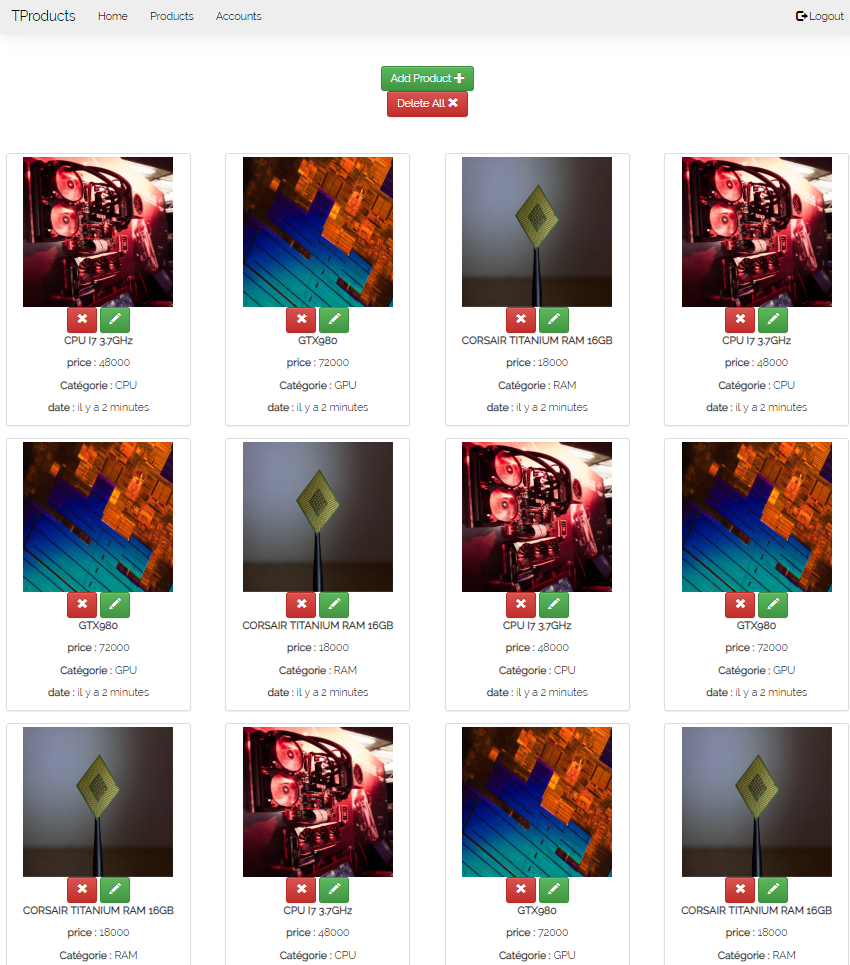 TProducts Home Products Accounts Logout
Add Product
Delete All
CPU I7 3.7GHz
price : 48000
Catégorie : CPU
date : il y a 2 minutes
GTX980
price : 72000
Catégorie : GPU
date : il y a 2 minutes
CORSAIR TITANIUM RAM 16GB
price : 18000
Catégorie : RAM
date : il y a 2 minutes
CPU I7 3.7GHz
price : 48000
Catégorie : CPU
date : il y a 2 minutes
GTX980
price : 72000
Catégorie : GPU
date : il y a 2 minutes
CORSAIR TITANIUM RAM 16GB
price : 18000
Catégorie : RAM
date : il y a 2 minutes
CPU I7 3.7GHz
price : 48000
Catégorie : CPU
date : il y a 2 minutes
GTX980
price : 72000
Catégorie : GPU
date : il y a 2 minutes
CORSAIR TITANIUM RAM 16GB
price : 18000
Catégorie : RAM
CPU I7 3.7GHz
price : 48000
Catégorie : CPU
GTX980
price : 72000
Catégorie : GPU
CORSAIR TITANIUM RAM 16GB
price : 18000
Catégorie : RAM